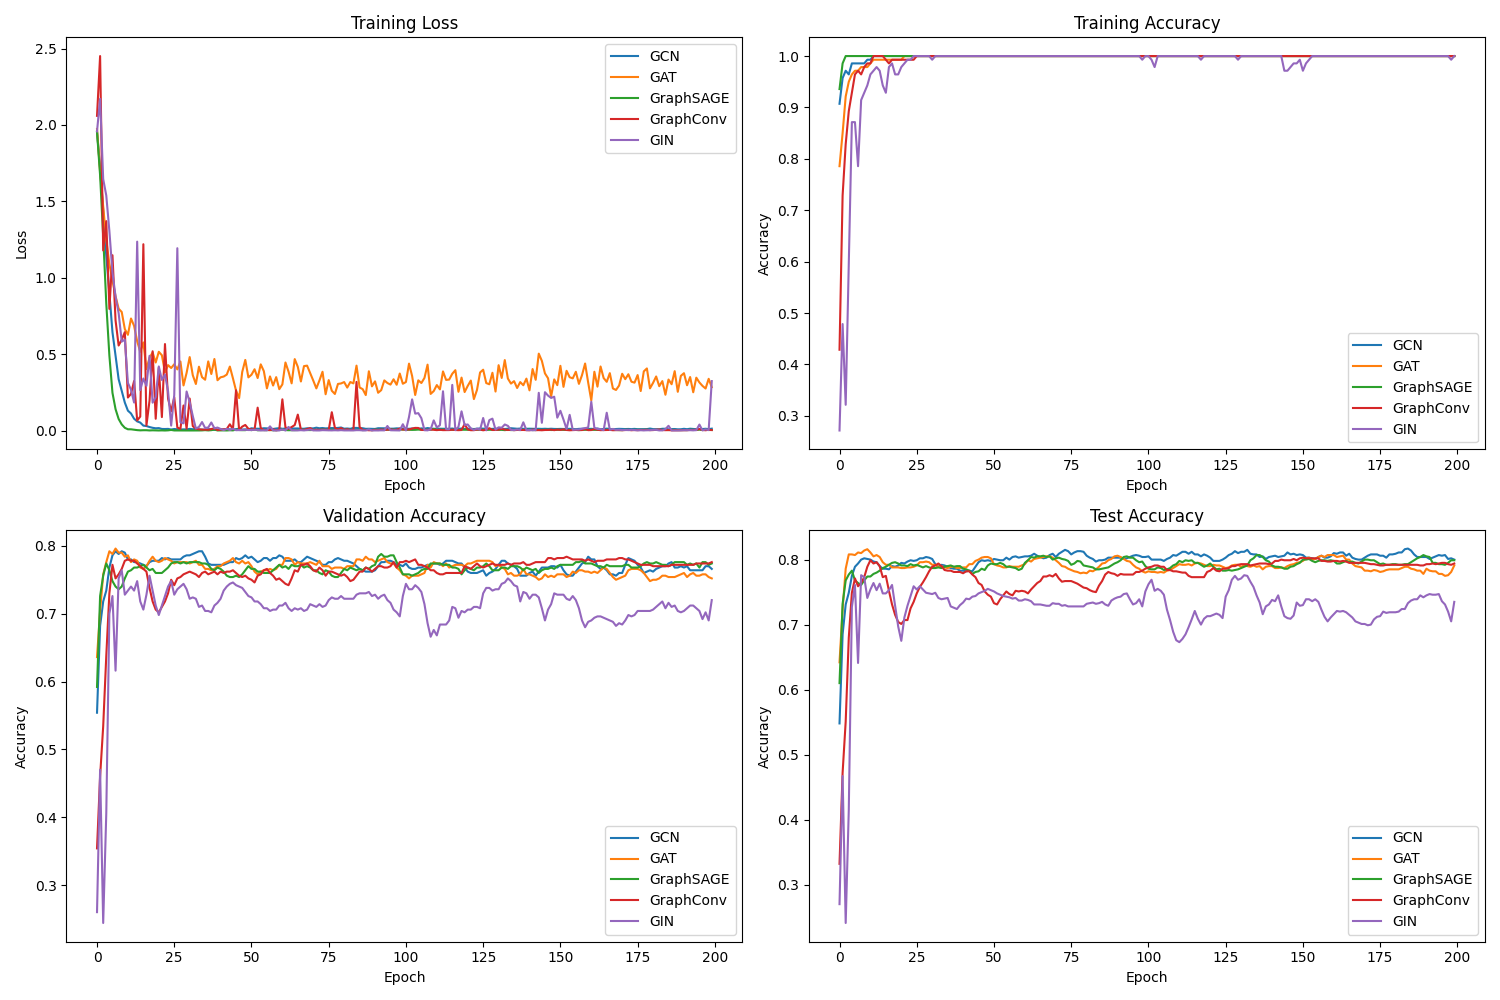 Training Loss
2.5
2.0
1.5
1.0
0.5
0.0
Loss
0 25 50 75 100 125 150 175 200
Epoch
GCN
GAT
GraphSAGE
GraphConv
GIN
Training Accuracy
1.0
0.9
0.8
0.7
0.6
0.5
0.4
0.3
Accuracy
0 25 50 75 100 125 150 175 200
Epoch
GCN
GAT
GraphSAGE
GraphConv
GIN
Validation Accuracy
0.8
0.7
0.6
0.5
0.4
0.3
Accuracy
0 25 50 75 100 125 150 175 200
Epoch
GCN
GAT
GraphSAGE
GraphConv
GIN
Test Accuracy
0.8
0.7
0.6
0.5
0.4
0.3
Accuracy
0 25 50 75 100 125 150 175 200
Epoch
GCN
GAT
GraphSAGE
GraphConv
GIN